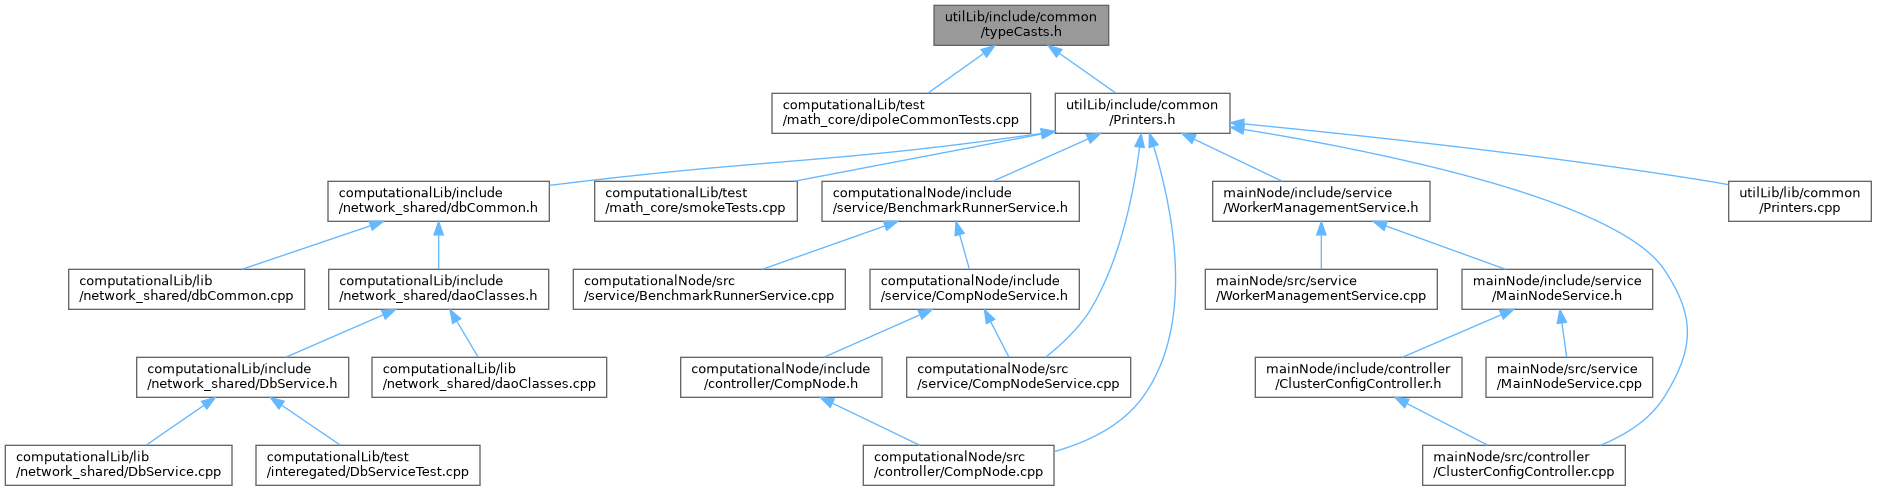 utilLib/include/common
/typeCasts.h
computationalLib/test
/math_core/dipoleCommonTests.cpp
utilLib/include/common
/Printers.h
computationalLib/include
/network_shared/dbCommon.h
computationalLib/test
/math_core/smokeTests.cpp
computationalNode/include
/service/BenchmarkRunnerService.h
mainNode/include/service
/WorkerManagementService.h
utilLib/lib/common
/Printers.cpp
computationalLib/lib
/network_shared/dbCommon.cpp
computationalLib/include
/network_shared/daoClasses.h
computationalNode/src
/service/BenchmarkRunnerService.cpp
computationalNode/include
/service/CompNodeService.h
mainNode/src/service
/WorkerManagementService.cpp
mainNode/include/service
/MainNodeService.h
computationalLib/include
/network_shared/DbService.h
computationalLib/lib
/network_shared/daoClasses.cpp
computationalNode/include
/controller/CompNode.h
computationalNode/src
/service/CompNodeService.cpp
mainNode/include/controller
/ClusterConfigController.h
mainNode/src/service
/MainNodeService.cpp
computationalLib/lib
/network_shared/DbService.cpp
computationalLib/test
/interegated/DbServiceTest.cpp
computationalNode/src
/controller/CompNode.cpp
mainNode/src/controller
/ClusterConfigController.cpp